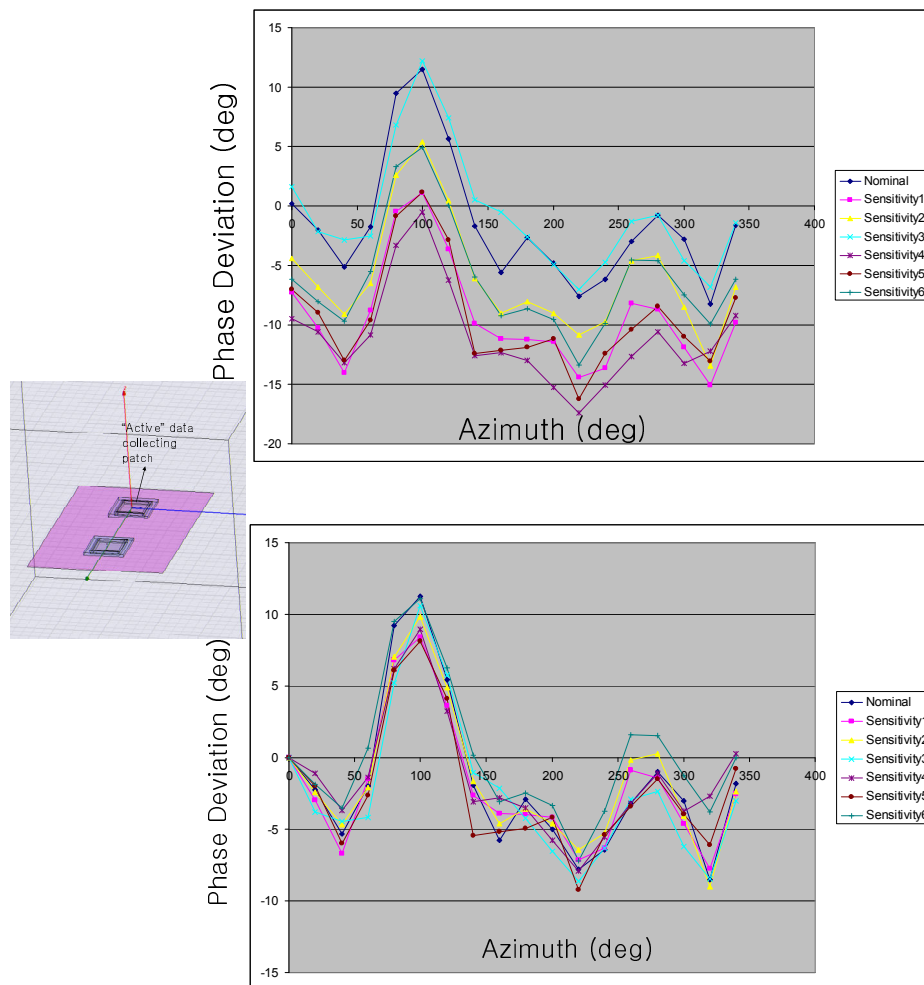 Phase Deviation (deg)
15
10
5
0
-5
-10
-15
-20
0
50
100
150
200
250
300
350
400
Azimuth (deg)
Nominal
Sensitivity1
Sensitivity2
Sensitivity3
Sensitivity4
Sensitivity5
Sensitivity6
“Active” data
collecting
patch
Phase Deviation (deg)
15
10
5
0
-5
-10
-15
0
50
100
150
200
250
300
350
400
Azimuth (deg)
Nominal
Sensitivity1
Sensitivity2
Sensitivity3
Sensitivity4
Sensitivity5
Sensitivity6